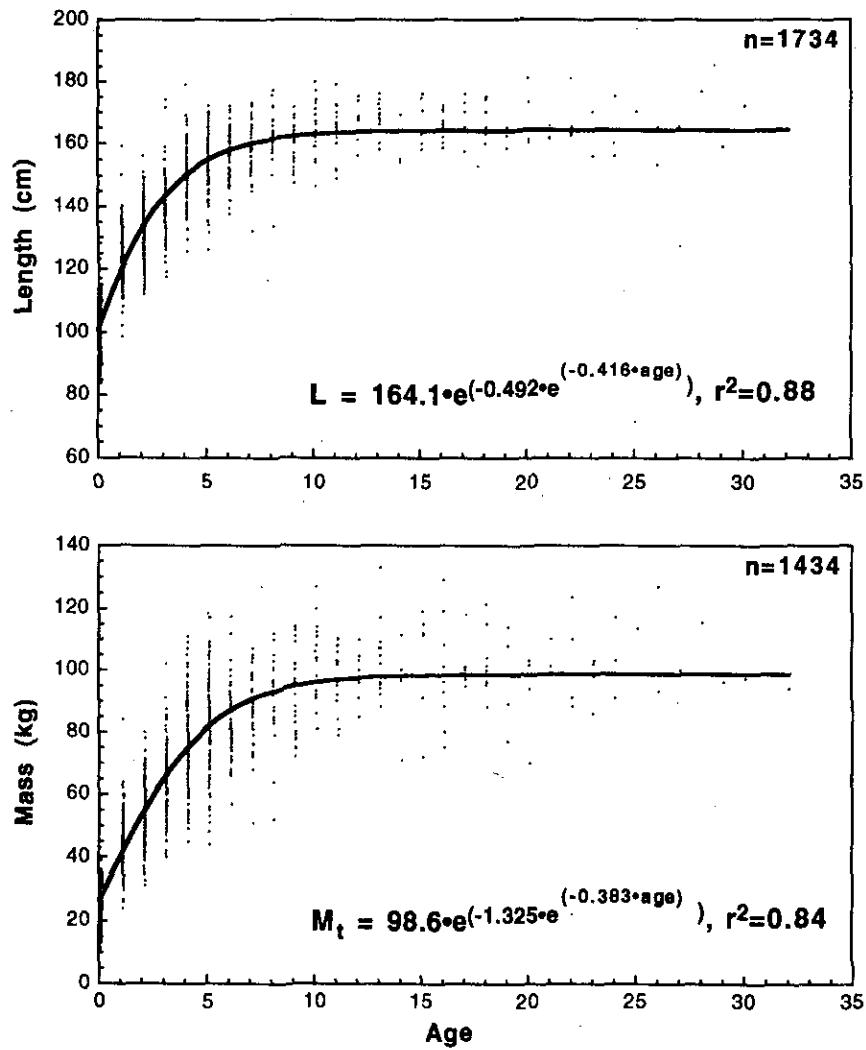 n=1734
200
180
160
140
120
100
80
60
Length (cm)
L = 164.1•e(-0.492•e(-0.416•age)), r2=0.88
0 5 10 15 20 25 30 35
n=1434
140
120
100
80
60
40
20
0
Mass (kg)
Mt = 98.6•e(-1.325•e(-0.383•age)), r2=0.84
0 5 10 15 20 25 30 35
Age